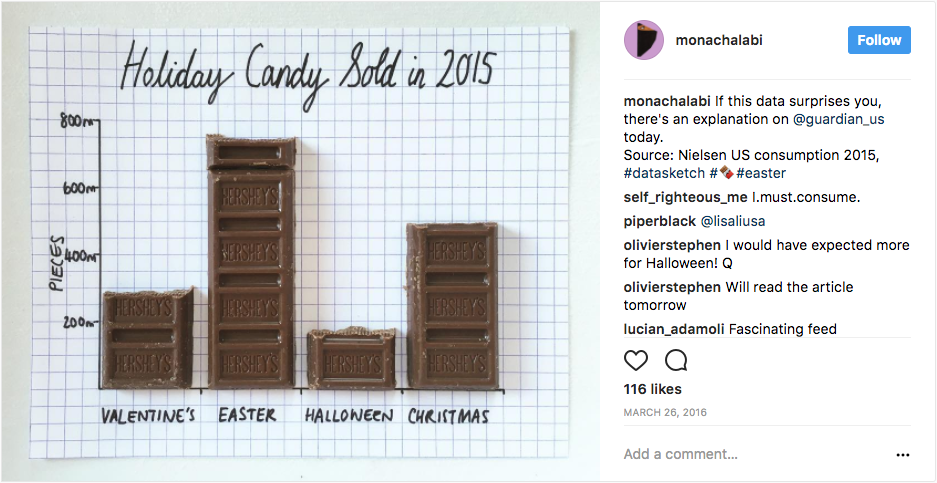 Holiday Candy Sold in 2015
800m
600m
400m
200m
PIECES
HERSHEY'S
HERSHEY'S
HERSHEY'S
HERSHEY'S
HERSHEY'S
HERSHEY'S
HERSHEY'S
HERSHEY'S
HERSHEY'S
HERSHEY'S
VALENTINE'S EASTER HALLOWEEN CHRISTMAS
monachalabi
Follow
monachalabi If this data surprises you,
there's an explanation on @guardian_us
today.
Source: Nielsen US consumption 2015,
#datasketch #🍫 #easter
self_righteous_me I.must.consume.
piperblack @lisaliusa
olivierstephen I would have expected more
for Halloween! Q
olivierstephen Will read the article
tomorrow
lucian_adamoli Fascinating feed
116 likes
MARCH 26, 2016
Add a comment...